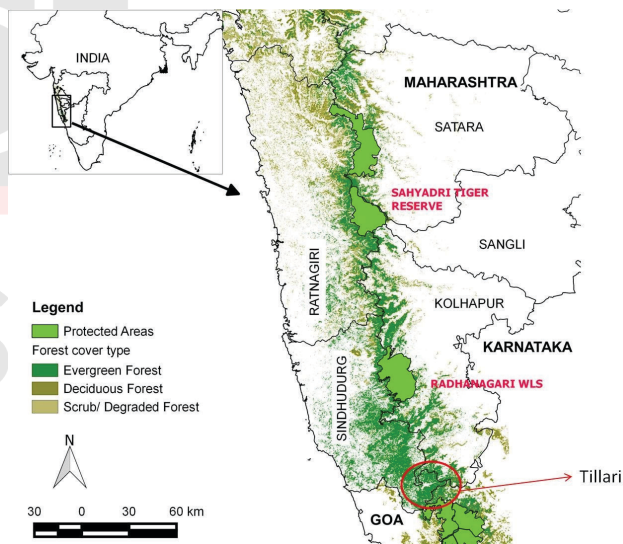 INDIA
MAHARASHTRA
SATARA
SAHYADRI TIGER
RESERVE
SANGLI
RATNAGIRI
KOLHAPUR
KARNATAKA
RADHANAGARI WLS
SINDHUDURG
Tillari
GOA
Legend
Protected Areas
Forest cover type
Evergreen Forest
Deciduous Forest
Scrub/ Degraded Forest
N
30 0 30 60 km